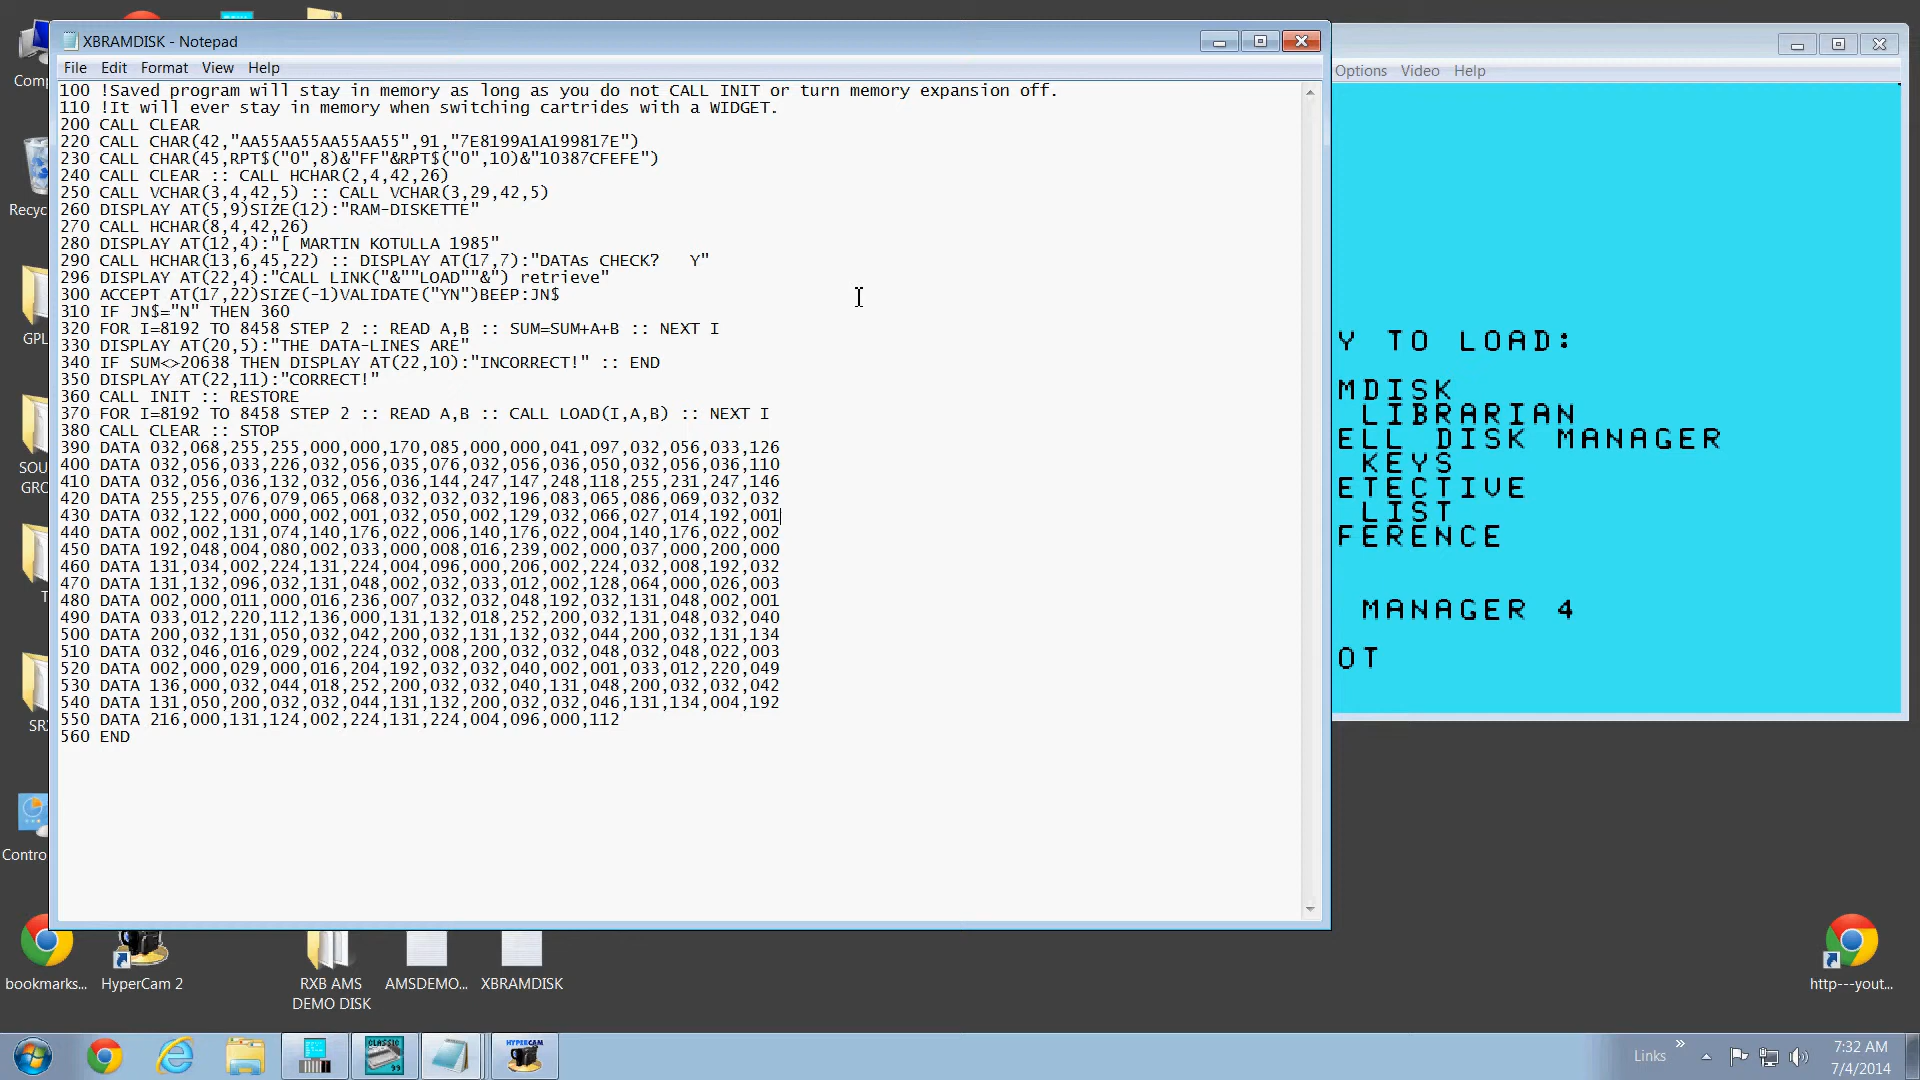 XBRAMDISK - Notepad
File Edit Format View Help
100 !Saved program will stay in memory as long as you do not CALL INIT or turn memory expansion off.
110 !It will ever stay in memory when switching cartrides with a WIDGET.
200 CALL CLEAR
220 CALL CHAR(42,"AA55AA55AA55AA55",91,"7E8199A1A199817E")
230 CALL CHAR(45,RPT$("0",8)&"FF"&RPT$("0",10)&"10387CFEFE")
240 CALL CLEAR :: CALL HCHAR(2,4,42,26)
250 CALL VCHAR(3,4,42,5) :: CALL VCHAR(3,29,42,5)
260 DISPLAY AT(5,9)SIZE(12):"RAM-DISKETTE"
270 CALL HCHAR(8,4,42,26)
280 DISPLAY AT(12,4):"[ MARTIN KOTULLA 1985"
290 CALL HCHAR(13,6,45,22) :: DISPLAY AT(17,7):"DATAs CHECK?   Y"
296 DISPLAY AT(22,4):"CALL LINK("&""LOAD""&") retrieve"
300 ACCEPT AT(17,22)SIZE(-1)VALIDATE("YN")BEEP:JN$
310 IF JN$="N" THEN 360
320 FOR I=8192 TO 8458 STEP 2 :: READ A,B :: SUM=SUM+A+B :: NEXT I
330 DISPLAY AT(20,5):"THE DATA-LINES ARE"
340 IF SUM<>20638 THEN DISPLAY AT(22,10):"INCORRECT!" :: END
350 DISPLAY AT(22,11):"CORRECT!"
360 CALL INIT :: RESTORE
370 FOR I=8192 TO 8458 STEP 2 :: READ A,B :: CALL LOAD(I,A,B) :: NEXT I
380 CALL CLEAR :: STOP
390 DATA 032,068,255,255,000,000,170,085,000,000,041,097,032,056,033,126
400 DATA 032,056,033,226,032,056,035,076,032,056,036,050,032,056,036,110
410 DATA 032,056,036,132,032,056,036,144,247,147,248,118,255,231,247,146
420 DATA 255,255,076,079,065,068,032,032,032,196,083,065,086,069,032,032
430 DATA 032,122,000,000,002,001,032,050,002,129,032,066,027,014,192,001
440 DATA 002,002,131,074,140,176,022,006,140,176,022,004,140,176,022,002
450 DATA 192,048,004,080,002,033,000,008,016,239,002,000,037,000,200,000
460 DATA 131,034,002,224,131,224,004,096,000,206,002,224,032,008,192,032
470 DATA 131,132,096,032,131,048,002,032,033,012,002,128,064,000,026,003
480 DATA 002,000,011,000,016,236,007,032,032,048,192,032,131,048,002,001
490 DATA 033,012,220,112,136,000,131,132,018,252,200,032,131,048,032,040
500 DATA 200,032,131,050,032,042,200,032,131,132,032,044,200,032,131,134
510 DATA 032,046,016,029,002,224,032,008,200,032,032,048,032,048,022,003
520 DATA 002,000,029,000,016,204,192,032,032,040,002,001,033,012,220,049
530 DATA 136,000,032,044,018,252,200,032,032,040,131,048,200,032,032,042
540 DATA 131,050,200,032,032,044,131,132,200,032,032,046,131,134,004,192
550 DATA 216,000,131,124,002,224,131,224,004,096,000,112
560 END
Options Video Help
Y TO LOAD:
MDISK
LIBRARIAN
ELL DISK MANAGER
KEYS
ETECTIVE
LIST
FERENCE
MANAGER 4
OT
Comp
Recyc
GPL
SOU
GRO
T
SRX
Contro
bookmarks...
HyperCam 2
RXB AMS
DEMO DISK
AMSDEMO...
XBRAMDISK
http---yout...
CLASSIC
99
HYPERCAM
Links
»
7:32 AM
7/4/2014